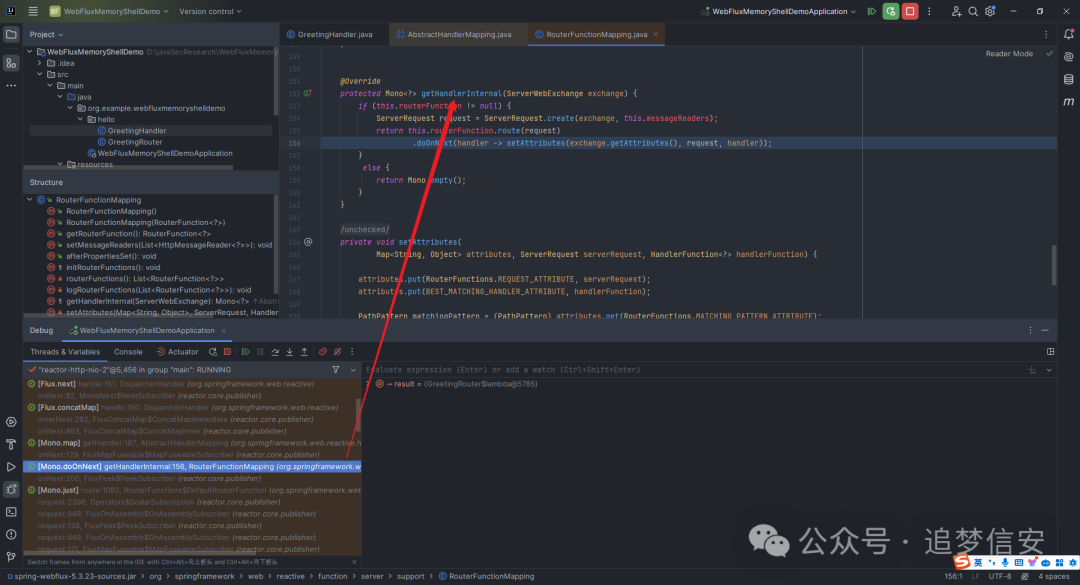 WF WebFluxMemoryShellDemo Version control WebFluxMemoryShellDemoApplication
Project
GreetingHandler.java AbstractHandlerMapping.java RouterFunctionMapping.java
WebFluxMemoryShellDemo D:\javaSecResearch\WebFluxMemory
.idea
src
main
java
org.example.webfluxmemoryshelldemo
hello
GreetingHandler
GreetingRouter
WebFluxMemoryShellDemoApplication
resources
Reader Mode
149
150
151 @Override
152 protected Mono<?> getHandlerInternal(ServerWebExchange exchange) {
153 if (this.routerFunction != null) {
154 ServerRequest request = ServerRequest.create(exchange, this.messageReaders);
155 return this.routerFunction.route(request)
156 .doOnNext(handler -> setAttributes(exchange.getAttributes(), request, handler));
157 }
158 else {
159 return Mono.empty();
160 }
161 }
162
163 /unchecked/
164 private void setAttributes(
165 Map<String, Object> attributes, ServerRequest serverRequest, HandlerFunction<?> handlerFunction) {
166
167 attributes.put(RouterFunctions.REQUEST_ATTRIBUTE, serverRequest);
168 attributes.put(BEST_MATCHING_HANDLER_ATTRIBUTE, handlerFunction);
169
PathPattern matchingPattern = (PathPattern) attributes.get(RouterFunctions.MATCHING_PATTERN_ATTRIBUTE);
Structure
RouterFunctionMapping
RouterFunctionMapping()
RouterFunctionMapping(RouterFunction<?>)
getRouterFunction(): RouterFunction<?>
setMessageReaders(List<HttpMessageReader<?>>): void
afterPropertiesSet(): void
initRouterFunctions(): void
routerFunctions(): List<RouterFunction<?>>
logRouterFunctions(List<RouterFunction<?>>): void
getHandlerInternal(ServerWebExchange): Mono<?> ↑Abstra
setAttributes(Map<String, Object>, ServerRequest, Handler
Debug WebFluxMemoryShellDemoApplication
Threads & Variables Console Actuator
"reactor-http-nio-2"@5,456 in group "main": RUNNING
Evaluate expression (Enter) or add a watch (Ctrl+Shift+Enter)
→ result = {GreetingRouter$lambda@5785}
[Flux.next] handle:151, DispatcherHandler (org.springframework.web.reactive)
onNext:82, MonoNext$NextSubscriber (reactor.core.publisher)
[Flux.concatMap] handle:150, DispatcherHandler (org.springframework.web.reactive)
innerNext:282, FluxConcatMap$ConcatMapImmediate (reactor.core.publisher)
onNext:863, FluxConcatMap$ConcatMapInner (reactor.core.publisher)
[Mono.map] getHandler:187, AbstractHandlerMapping (org.springframework.web.reactive.h
onNext:129, FluxMapFuseable$MapFuseableSubscriber (reactor.core.publisher)
[Mono.doOnNext] getHandlerInternal:156, RouterFunctionMapping (org.springframework.w
onNext:200, FluxPeek$PeekSubscriber (reactor.core.publisher)
[Mono.just] route:1082, RouterFunctions$DefaultRouterFunction (org.springframework.web
request:2398, Operators$ScalarSubscription (reactor.core.publisher)
request:649, FluxOnAssembly$OnAssemblySubscriber (reactor.core.publisher)
request:138, FluxPeek$PeekSubscriber (reactor.core.publisher)
request:649, FluxOnAssembly$OnAssemblySubscriber (reactor.core.publisher)
request:171, FluxMapFuseable$MapFuseableSubscriber (reactor.core.publisher)
Switch frames from anywhere in the IDE with Ctrl+Alt+向上箭头 and Ctrl+Alt+向下箭头
公众号 · 追梦信安
英
spring-webflux-5.3.23-sources.jar > org > springframework > web > reactive > function > server > support > RouterFunctionMapping
156:1 LF UTF-8 4 spaces